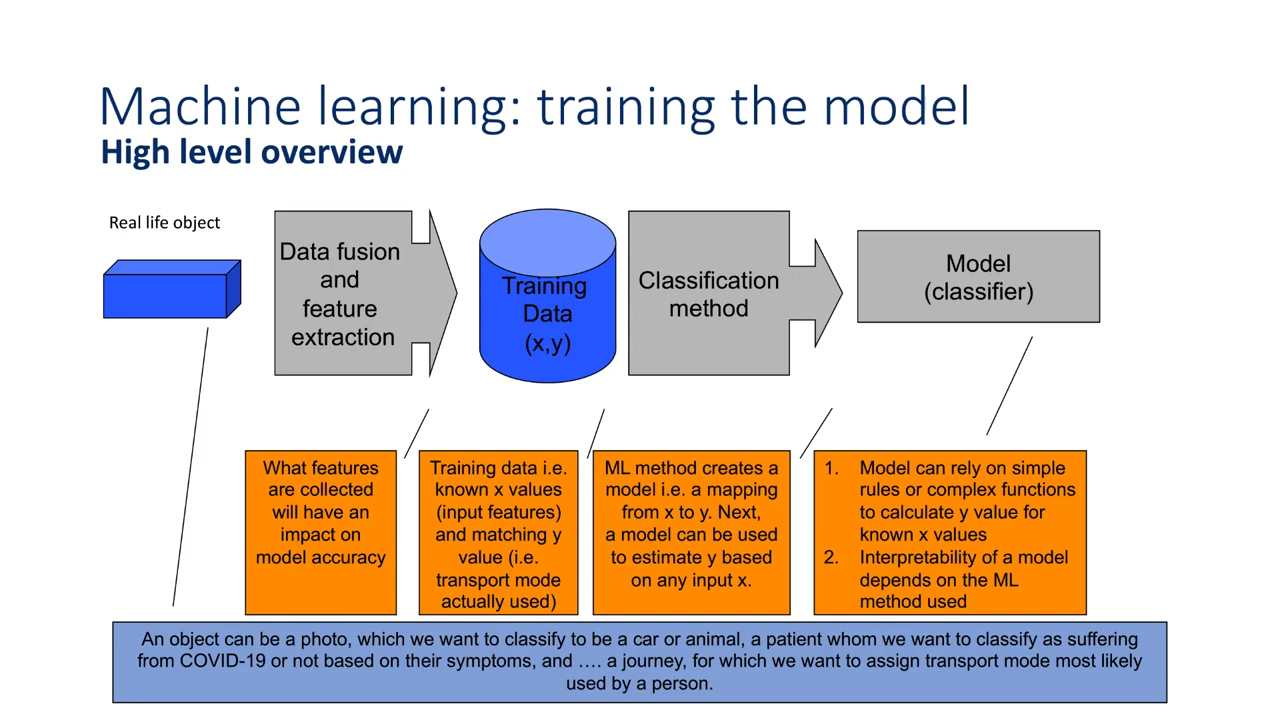 Machine learning: training the model
High level overview
Real life object
Data fusion
and
feature
extraction
Training
Data
(x,y)
Classification
method
Model
(classifier)
What features
are collected
will have an
impact on
model accuracy
Training data i.e.
known x values
(input features)
and matching y
value (i.e.
transport mode
actually used)
ML method creates a
model i.e. a mapping
from x to y. Next,
a model can be used
to estimate y based
on any input x.
1. Model can rely on simple
rules or complex functions
to calculate y value for
known x values
2. Interpretability of a model
depends on the ML
method used
An object can be a photo, which we want to classify to be a car or animal, a patient whom we want to classify as suffering
from COVID-19 or not based on their symptoms, and …. a journey, for which we want to assign transport mode most likely
used by a person.